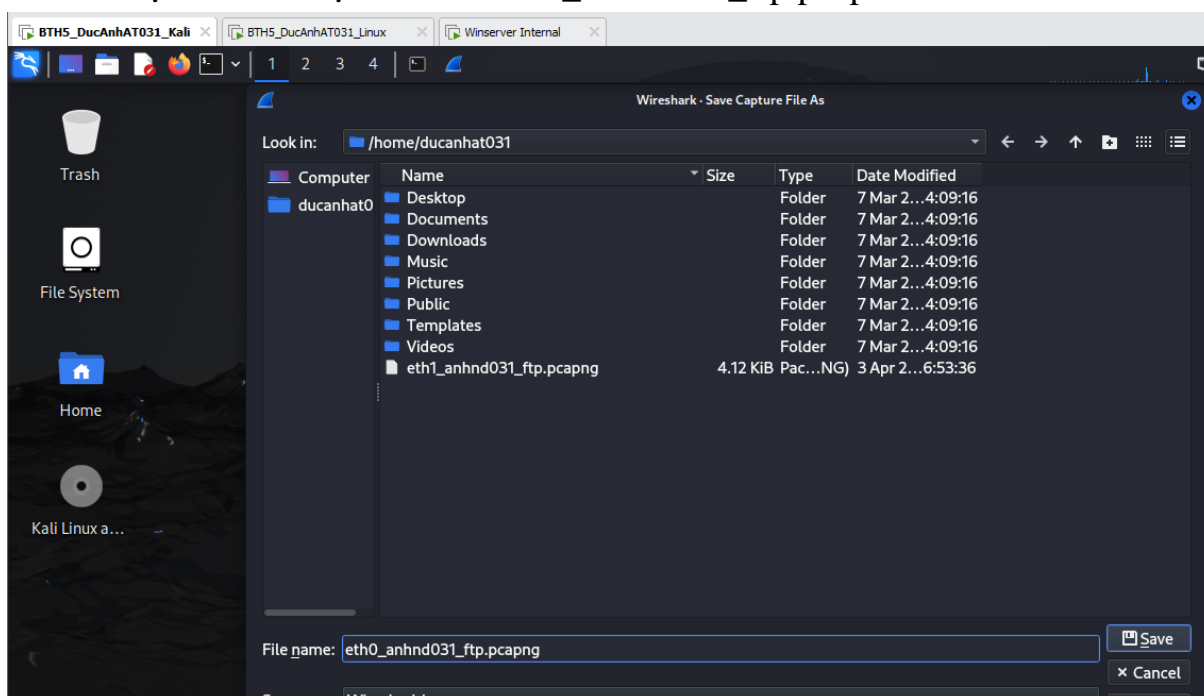 BTH5_DucAnhAT031_Kali BTH5_DucAnhAT031_Linux Winserver Internal
1 2 3 4
Wireshark · Save Capture File As
Look in: /home/ducanhat031
Computer
ducanhat0
Name Size Type Date Modified
Desktop Folder 7 Mar 2...4:09:16
Documents Folder 7 Mar 2...4:09:16
Downloads Folder 7 Mar 2...4:09:16
Music Folder 7 Mar 2...4:09:16
Pictures Folder 7 Mar 2...4:09:16
Public Folder 7 Mar 2...4:09:16
Templates Folder 7 Mar 2...4:09:16
Videos Folder 7 Mar 2...4:09:16
eth1_anhnd031_ftp.pcapng 4.12 KiB Pac...NG) 3 Apr 2...6:53:36
Trash
File System
Home
Kali Linux a...
File name: eth0_anhnd031_ftp.pcapng
Save
Cancel